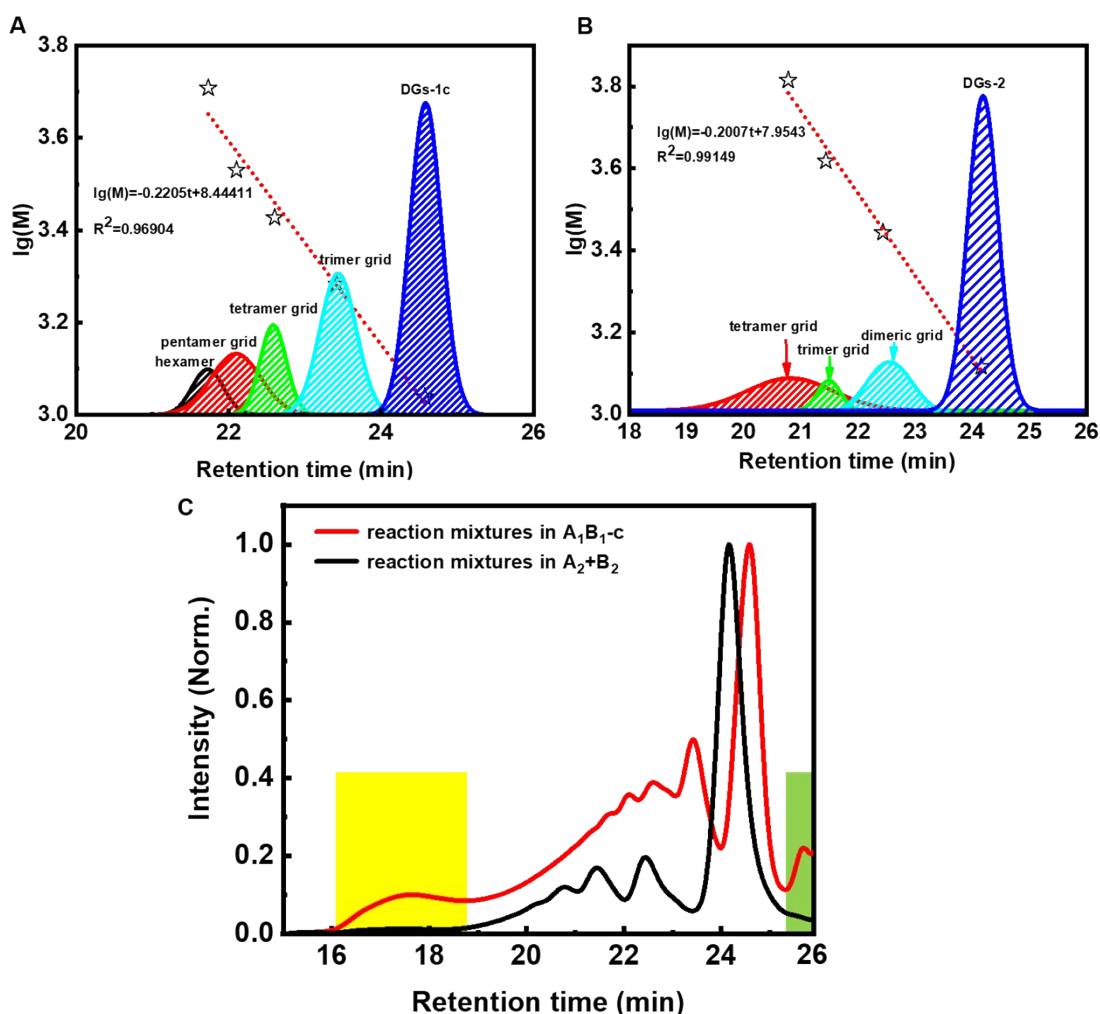 A
3.8
3.6
3.4
3.2
3.0
lg(M)
DGs-1c
lg(M)=-0.2205t+8.44411
R²=0.96904
trimer grid
tetramer grid
pentamer grid
hexamer
20 22 24 26
Retention time (min)
B
3.8
3.6
3.4
3.2
3.0
lg(M)
DGs-2
lg(M)=-0.2007t+7.9543
R²=0.99149
tetramer grid
trimer grid
dimeric grid
18 19 20 21 22 23 24 25 26
Retention time (min)
C
reaction mixtures in A₁B₁-c
reaction mixtures in A₂+B₂
1.0
0.8
0.6
0.4
0.2
0.0
Intensity (Norm.)
16 18 20 22 24 26
Retention time (min)